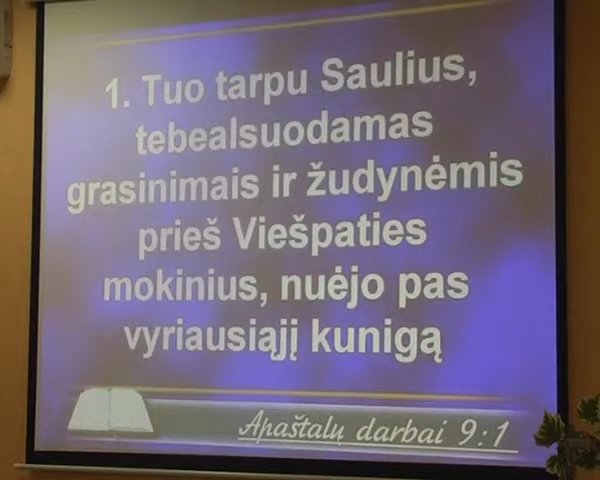 1. Tuo tarpu Saulius,
tebealsuodamas
grasinimais ir žudynėmis
prieš Viešpaties
mokinius, nuėjo pas
vyriausiąjį kunigą
Apaštalų darbai 9:1